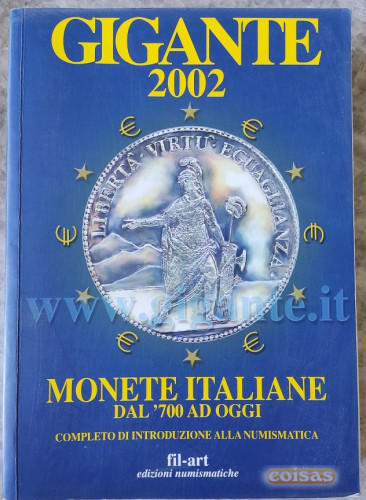 GIGANTE
2002
LIBERTÀ · VIRTÙ · EGUAGLIANZA
www.gigante.it
MONETE ITALIANE
DAL '700 AD OGGI
COMPLETO DI INTRODUZIONE ALLA NUMISMATICA
fil-art
edizioni numismatiche
coisas